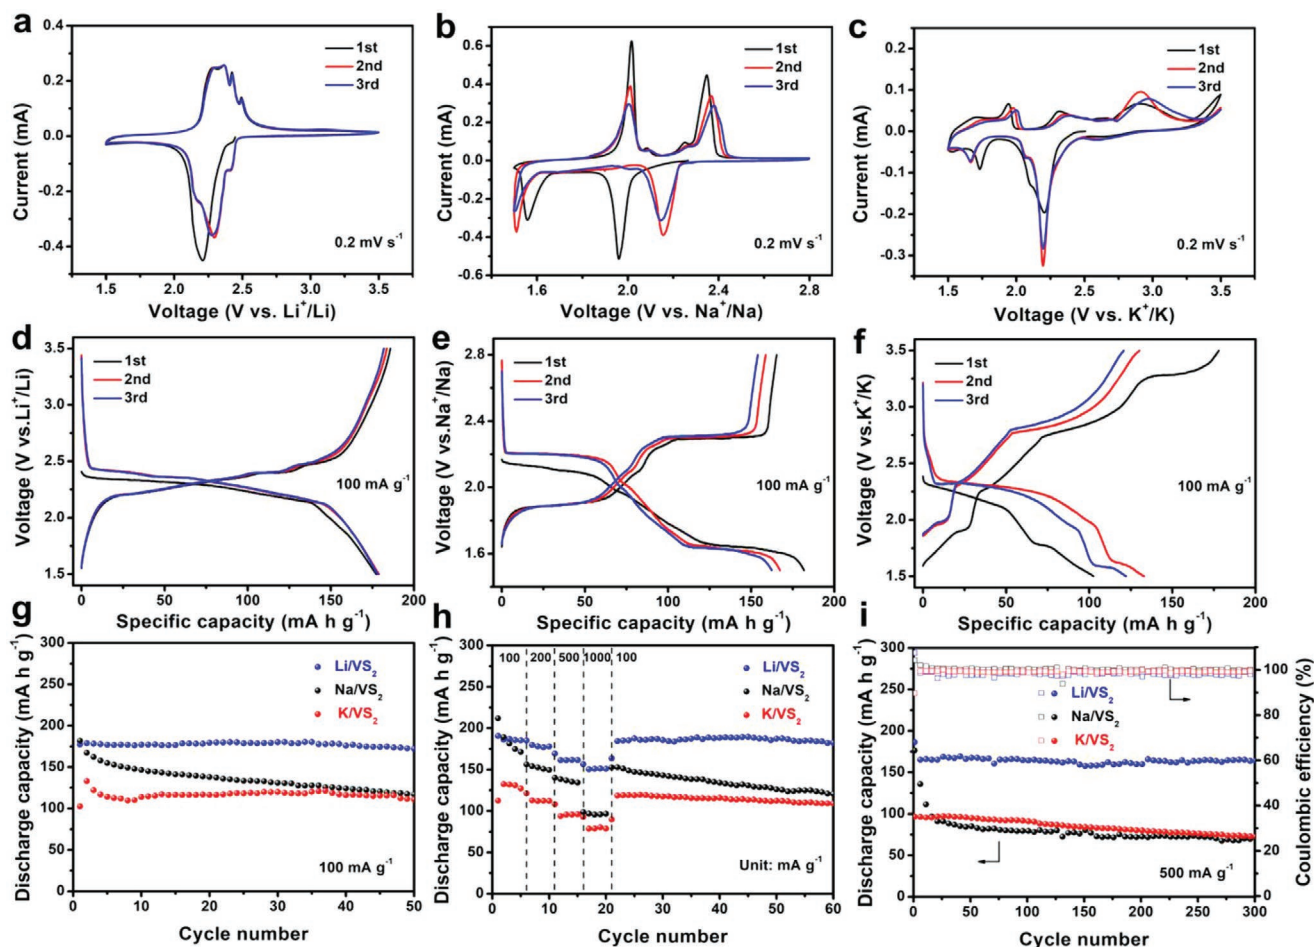 a
0.4
0.2
0.0
-0.2
-0.4
Current (mA)
1st
2nd
3rd
0.2 mV s⁻¹
1.5 2.0 2.5 3.0 3.5
Voltage (V vs. Li⁺/Li)
b
0.8
0.6
0.4
0.2
0.0
-0.2
-0.4
-0.6
Current (mA)
1st
2nd
3rd
0.2 mV s⁻¹
1.6 2.0 2.4 2.8
Voltage (V vs. Na⁺/Na)
c
0.2
0.1
0.0
-0.1
-0.2
-0.3
Current (mA)
1st
2nd
3rd
0.2 mV s⁻¹
1.5 2.0 2.5 3.0 3.5
Voltage (V vs. K⁺/K)
d
3.5
3.0
2.5
2.0
1.5
Voltage (V vs.Li⁺/Li)
1st
2nd
3rd
100 mA g⁻¹
0 50 100 150 200
Specific capacity (mA h g⁻¹)
e
2.8
2.4
2.0
1.6
Voltage (V vs.Na⁺/Na)
1st
2nd
3rd
100 mA g⁻¹
0 50 100 150 200
Specific capacity (mA h g⁻¹)
f
3.5
3.0
2.5
2.0
1.5
Voltage (V vs.K⁺/K)
1st
2nd
3rd
100 mA g⁻¹
0 40 80 120 160 200
Specific capacity (mA h g⁻¹)
g
300
250
200
150
100
50
0
Discharge capacity (mA h g⁻¹)
Li/VS₂
Na/VS₂
K/VS₂
100 mA g⁻¹
0 10 20 30 40 50
Cycle number
h
300
250
200
150
100
50
0
Discharge capacity (mA h g⁻¹)
100 200 500 1000 100
Li/VS₂
Na/VS₂
K/VS₂
Unit: mA g⁻¹
0 10 20 30 40 50 60
Cycle number
i
300
250
200
150
100
50
0
Discharge capacity (mA h g⁻¹)
Li/VS₂
Na/VS₂
K/VS₂
500 mA g⁻¹
100
80
60
40
20
0
Coulombic efficiency (%)
0 50 100 150 200 250 300
Cycle number